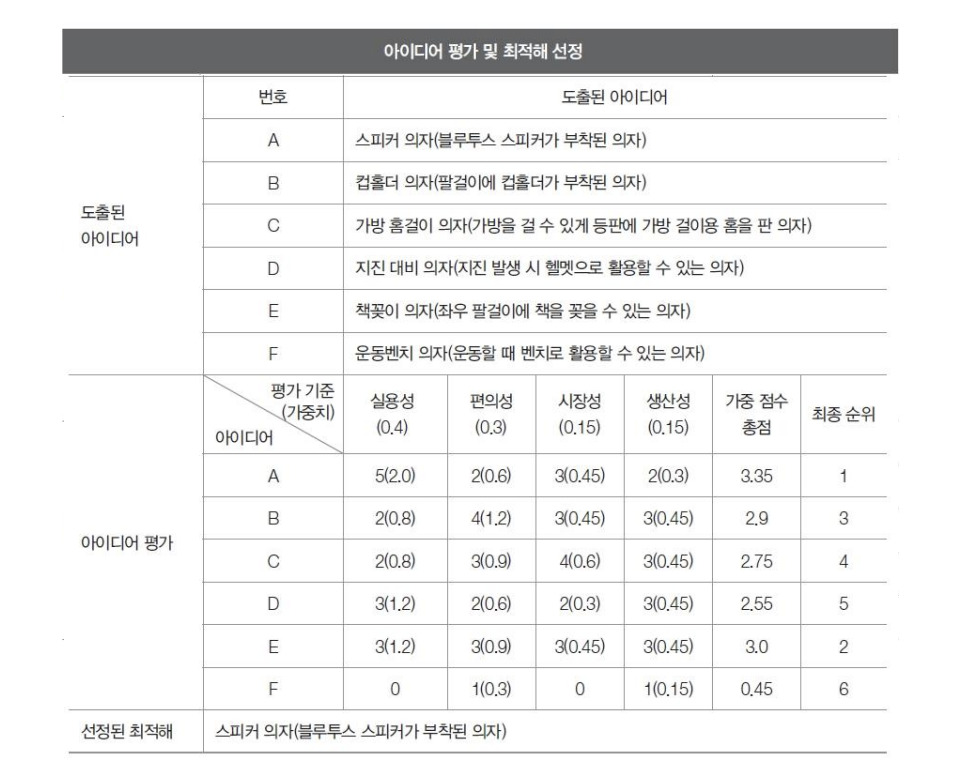 아이디어 평가 및 최적해 선정
번호 도출된 아이디어
도출된
아이디어
A 스피커 의자(블루투스 스피커가 부착된 의자)
B 컵홀더 의자(팔걸이에 컵홀더가 부착된 의자)
C 가방 홈걸이 의자(가방을 걸 수 있게 등판에 가방 걸이용 홈을 판 의자)
D 지진 대비 의자(지진 발생 시 헬멧으로 활용할 수 있는 의자)
E 책꽂이 의자(좌우 팔걸이에 책을 꽂을 수 있는 의자)
F 운동벤치 의자(운동할 때 벤치로 활용할 수 있는 의자)
아이디어 평가
평가 기준
(가중치)
아이디어
실용성
(0.4)
편의성
(0.3)
시장성
(0.15)
생산성
(0.15)
가중 점수
총점
최종 순위
A 5(2.0) 2(0.6) 3(0.45) 2(0.3) 3.35 1
B 2(0.8) 4(1.2) 3(0.45) 3(0.45) 2.9 3
C 2(0.8) 3(0.9) 4(0.6) 3(0.45) 2.75 4
D 3(1.2) 2(0.6) 2(0.3) 3(0.45) 2.55 5
E 3(1.2) 3(0.9) 3(0.45) 3(0.45) 3.0 2
F 0 1(0.3) 0 1(0.15) 0.45 6
선정된 최적해 스피커 의자(블루투스 스피커가 부착된 의자)